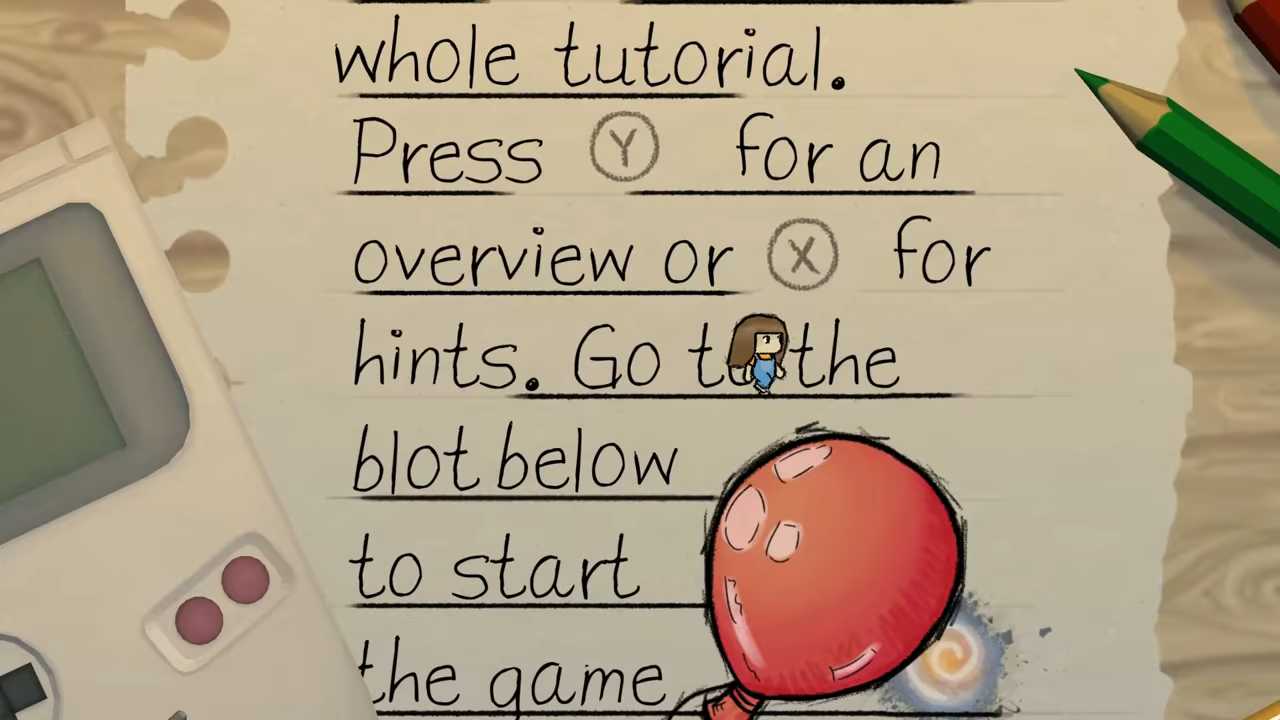 whole tutorial.
Press Y for an
overview or X for
hints. Go to the
blot below
to start
the game